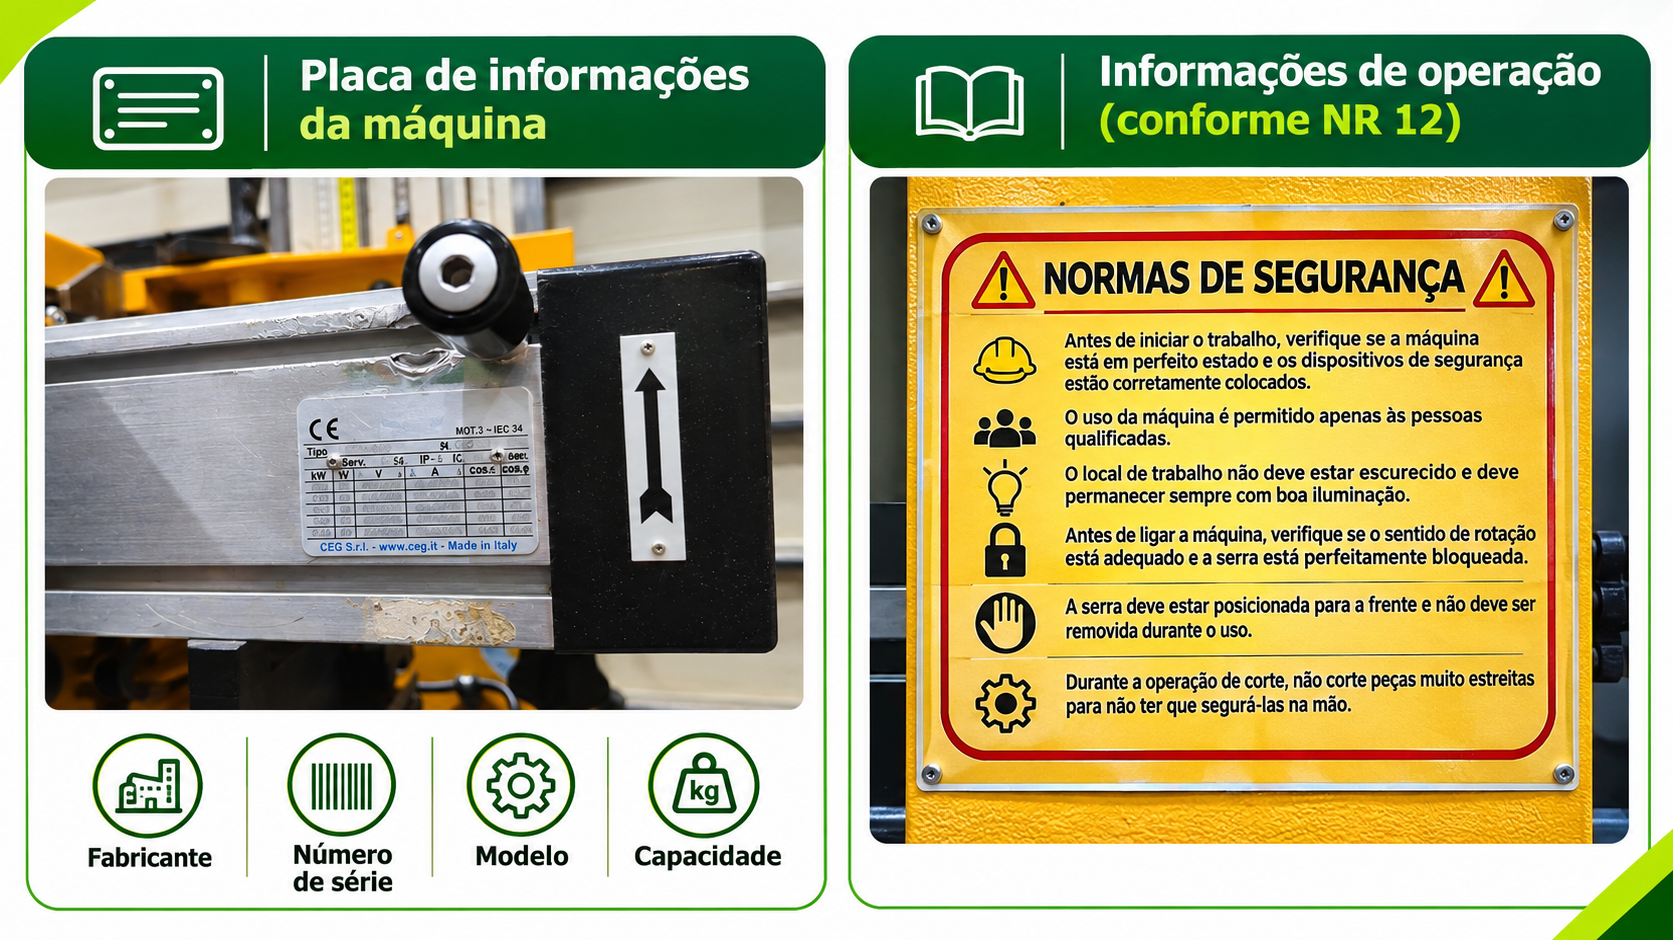 Placa de informações
da máquina
CE
MOT.3 ~ IEC 34
Tipo
S4
Serv. S4 IP- IC
kW W V A cos.φ
CEG S.r.l. - www.ceg.it - Made in Italy
Fabricante
Número
de série
Modelo
kg
Capacidade
Informações de operação
(conforme NR 12)
NORMAS DE SEGURANÇA
Antes de iniciar o trabalho, verifique se a máquina
está em perfeito estado e os dispositivos de segurança
estão corretamente colocados.
O uso da máquina é permitido apenas às pessoas
qualificadas.
O local de trabalho não deve estar escurecido e deve
permanecer sempre com boa iluminação.
Antes de ligar a máquina, verifique se o sentido de rotação
está adequado e a serra está perfeitamente bloqueada.
A serra deve estar posicionada para a frente e não deve ser
removida durante o uso.
Durante a operação de corte, não corte peças muito estreitas
para não ter que segurá-las na mão.